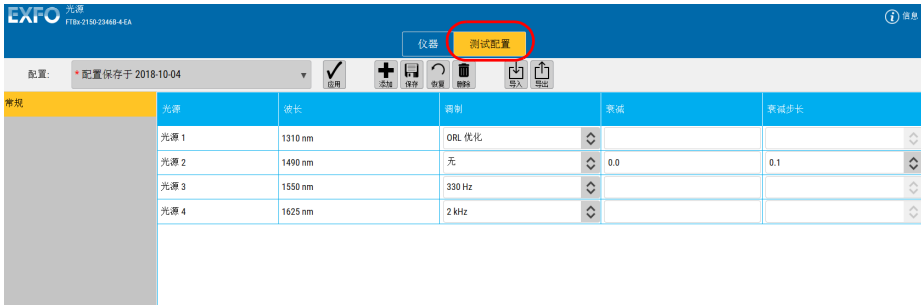 EXFO 光源
FTBx-2150-234BB-4-EA
信息
仪器 测试配置
配置: * 配置保存于 2018-10-04
应用 添加 保存 恢复 删除 导入 导出
常规
光源 波长 调制 衰减 衰减步长
光源 1 1310 nm ORL 优化
光源 2 1490 nm 无 0.0 0.1
光源 3 1550 nm 330 Hz
光源 4 1625 nm 2 kHz